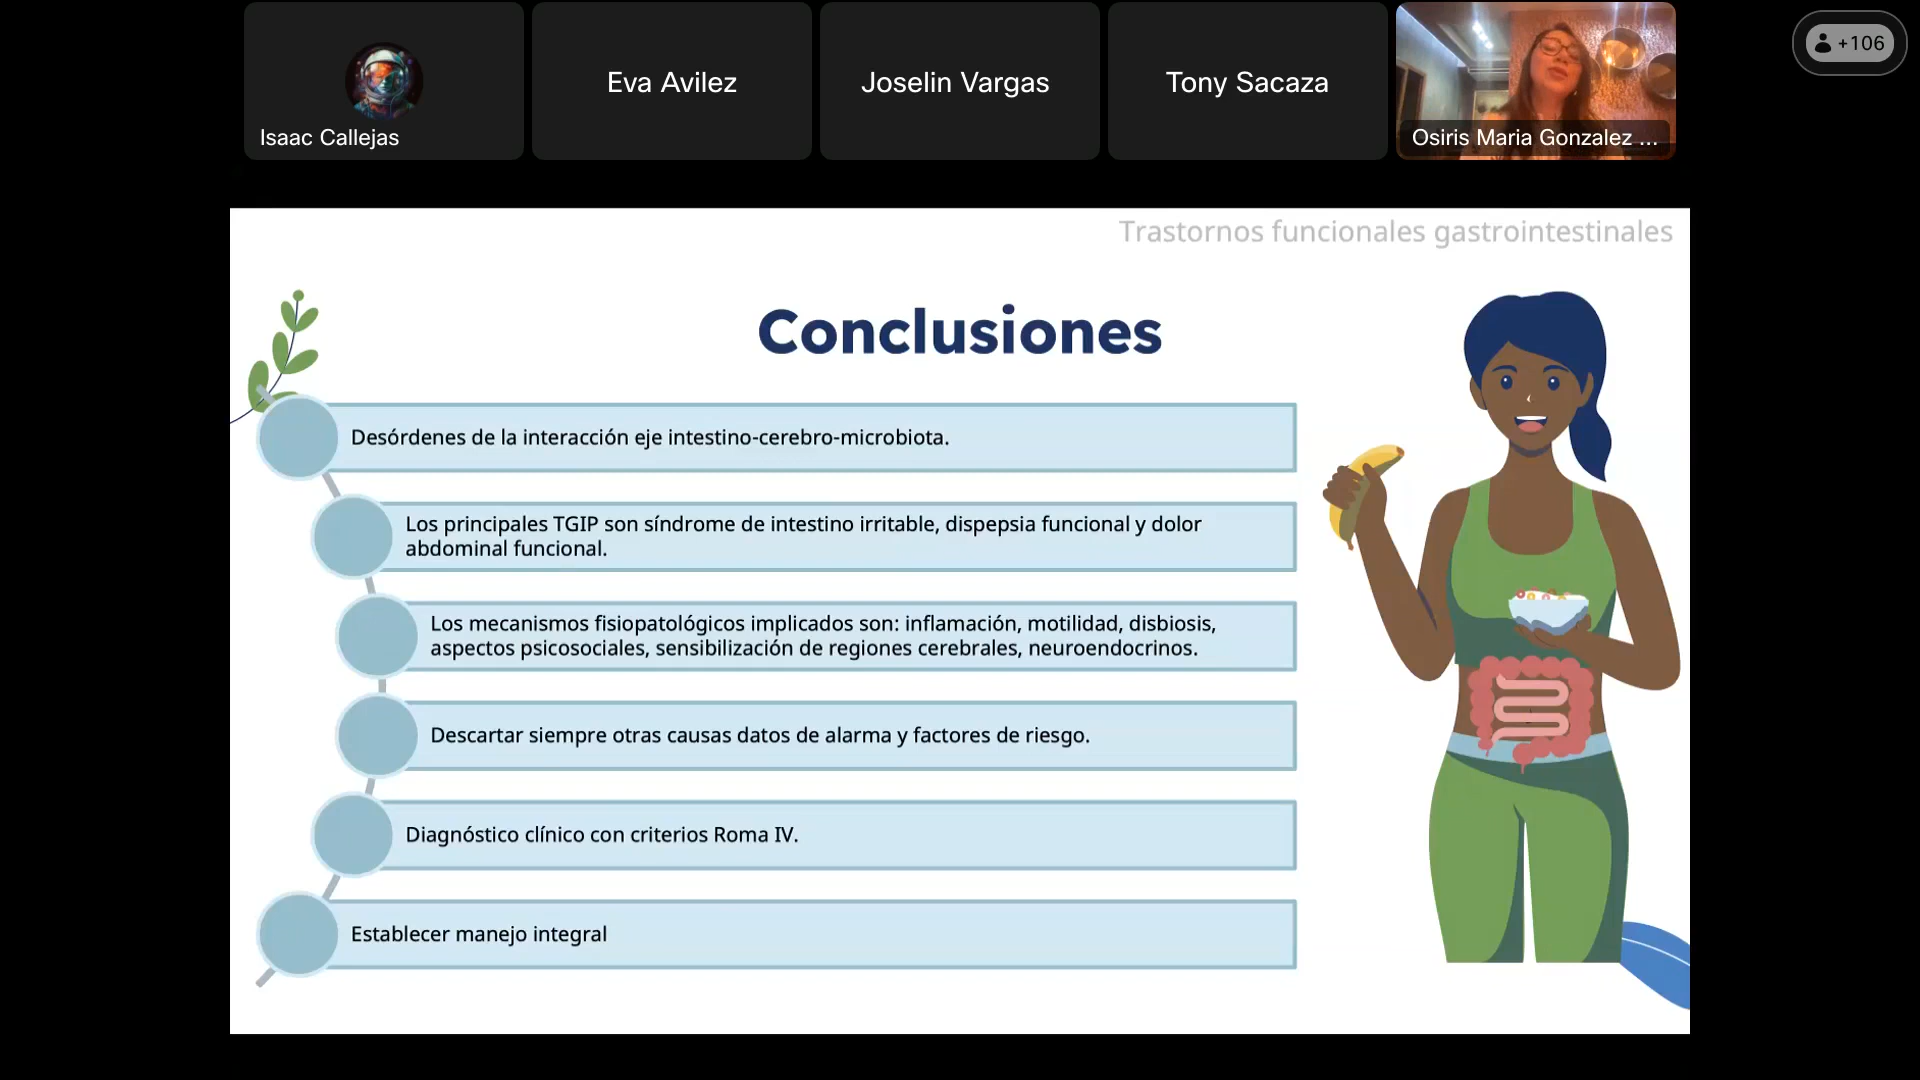 Isaac Callejas
Eva Avilez
Joselin Vargas
Tony Sacaza
Osiris Maria Gonzalez ...
+106
Trastornos funcionales gastrointestinales
Conclusiones
Desórdenes de la interacción eje intestino-cerebro-microbiota.
Los principales TGIP son síndrome de intestino irritable, dispepsia funcional y dolor
abdominal funcional.
Los mecanismos fisiopatológicos implicados son: inflamación, motilidad, disbiosis,
aspectos psicosociales, sensibilización de regiones cerebrales, neuroendocrinos.
Descartar siempre otras causas datos de alarma y factores de riesgo.
Diagnóstico clínico con criterios Roma IV.
Establecer manejo integral